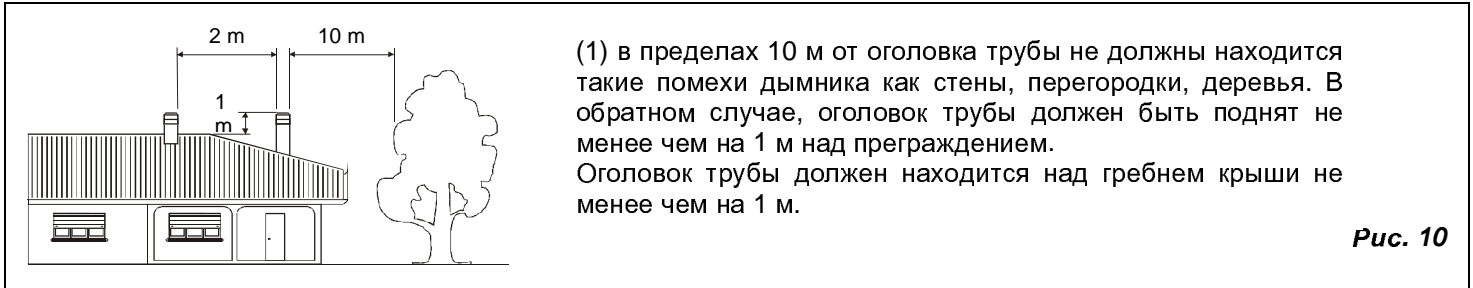 2 m
10 m
1
m
(1) в пределах 10 м от оголовка трубы не должны находится
такие помехи дымника как стены, перегородки, деревья. В
обратном случае, оголовок трубы должен быть поднят не
менее чем на 1 м над преграждением.
Оголовок трубы должен находится над гребнем крыши не
менее чем на 1 м.
Рис. 10